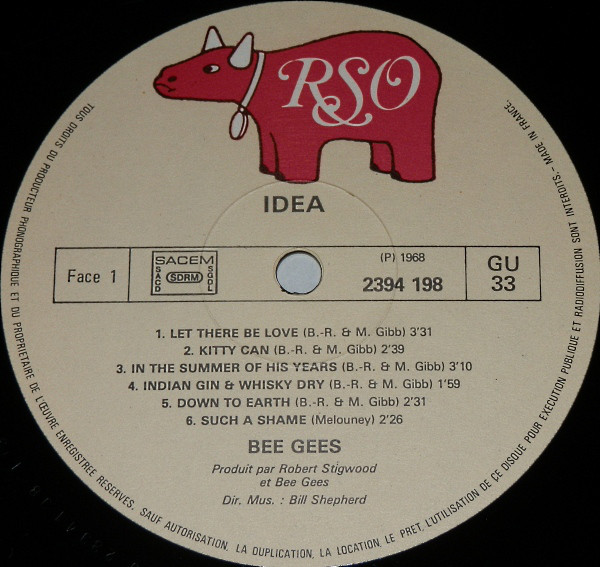 RSO
IDEA
Face 1
SACEM
SACD
SDRM
SGDL
(P) 1968
2394 198
GU
33
1. LET THERE BE LOVE (B.-R. & M. Gibb) 3'31
2. KITTY CAN (B.-R. & M. Gibb) 2'39
3. IN THE SUMMER OF HIS YEARS (B.-R. & M. Gibb) 3'10
4. INDIAN GIN & WHISKY DRY (B.-R. & M. Gibb) 1'59
5. DOWN TO EARTH (B.-R. & M. Gibb) 2'31
6. SUCH A SHAME (Melouney) 2'26
BEE GEES
Produit par Robert Stigwood
et Bee Gees
Dir. Mus. : Bill Shepherd
TOUS DROITS DU PRODUCTEUR PHONOGRAPHIQUE ET DU PROPRIETAIRE DE L'ŒUVRE ENREGISTREE RESERVES. SAUF AUTORISATION, LA DUPLICATION, LA LOCATION, LE PRET, L'UTILISATION DE CE DISQUE POUR EXECUTION PUBLIQUE ET RADIODIFFUSION SONT INTERDITS.- MADE IN FRANCE.